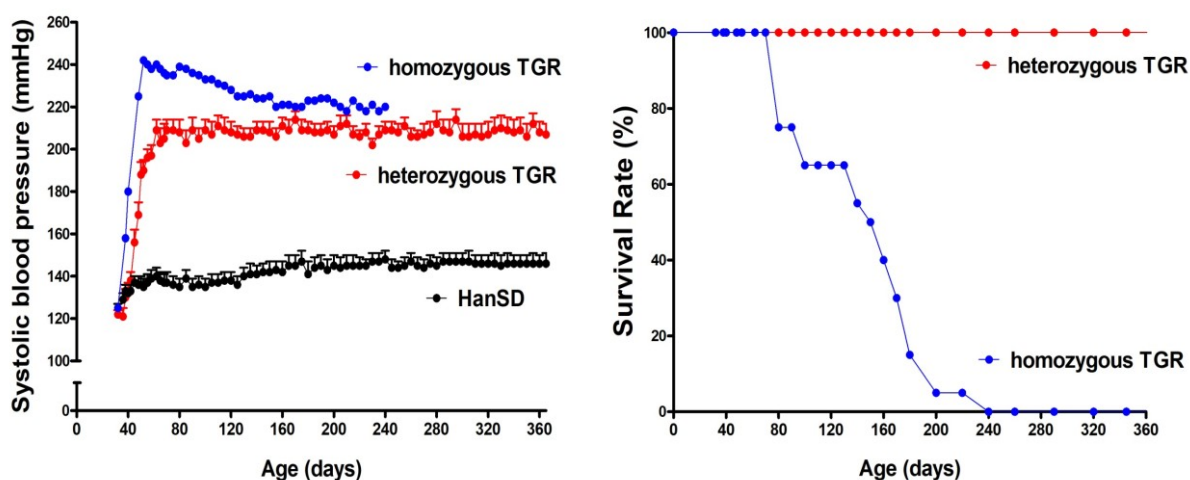 Systolic blood pressure (mmHg)
260
240
220
200
180
160
140
120
100
0
homozygous TGR
heterozygous TGR
HanSD
0 40 80 120 160 200 240 280 320 360
Age (days)
Survival Rate (%)
100
80
60
40
20
0
heterozygous TGR
homozygous TGR
0 40 80 120 160 200 240 280 320 360
Age (days)